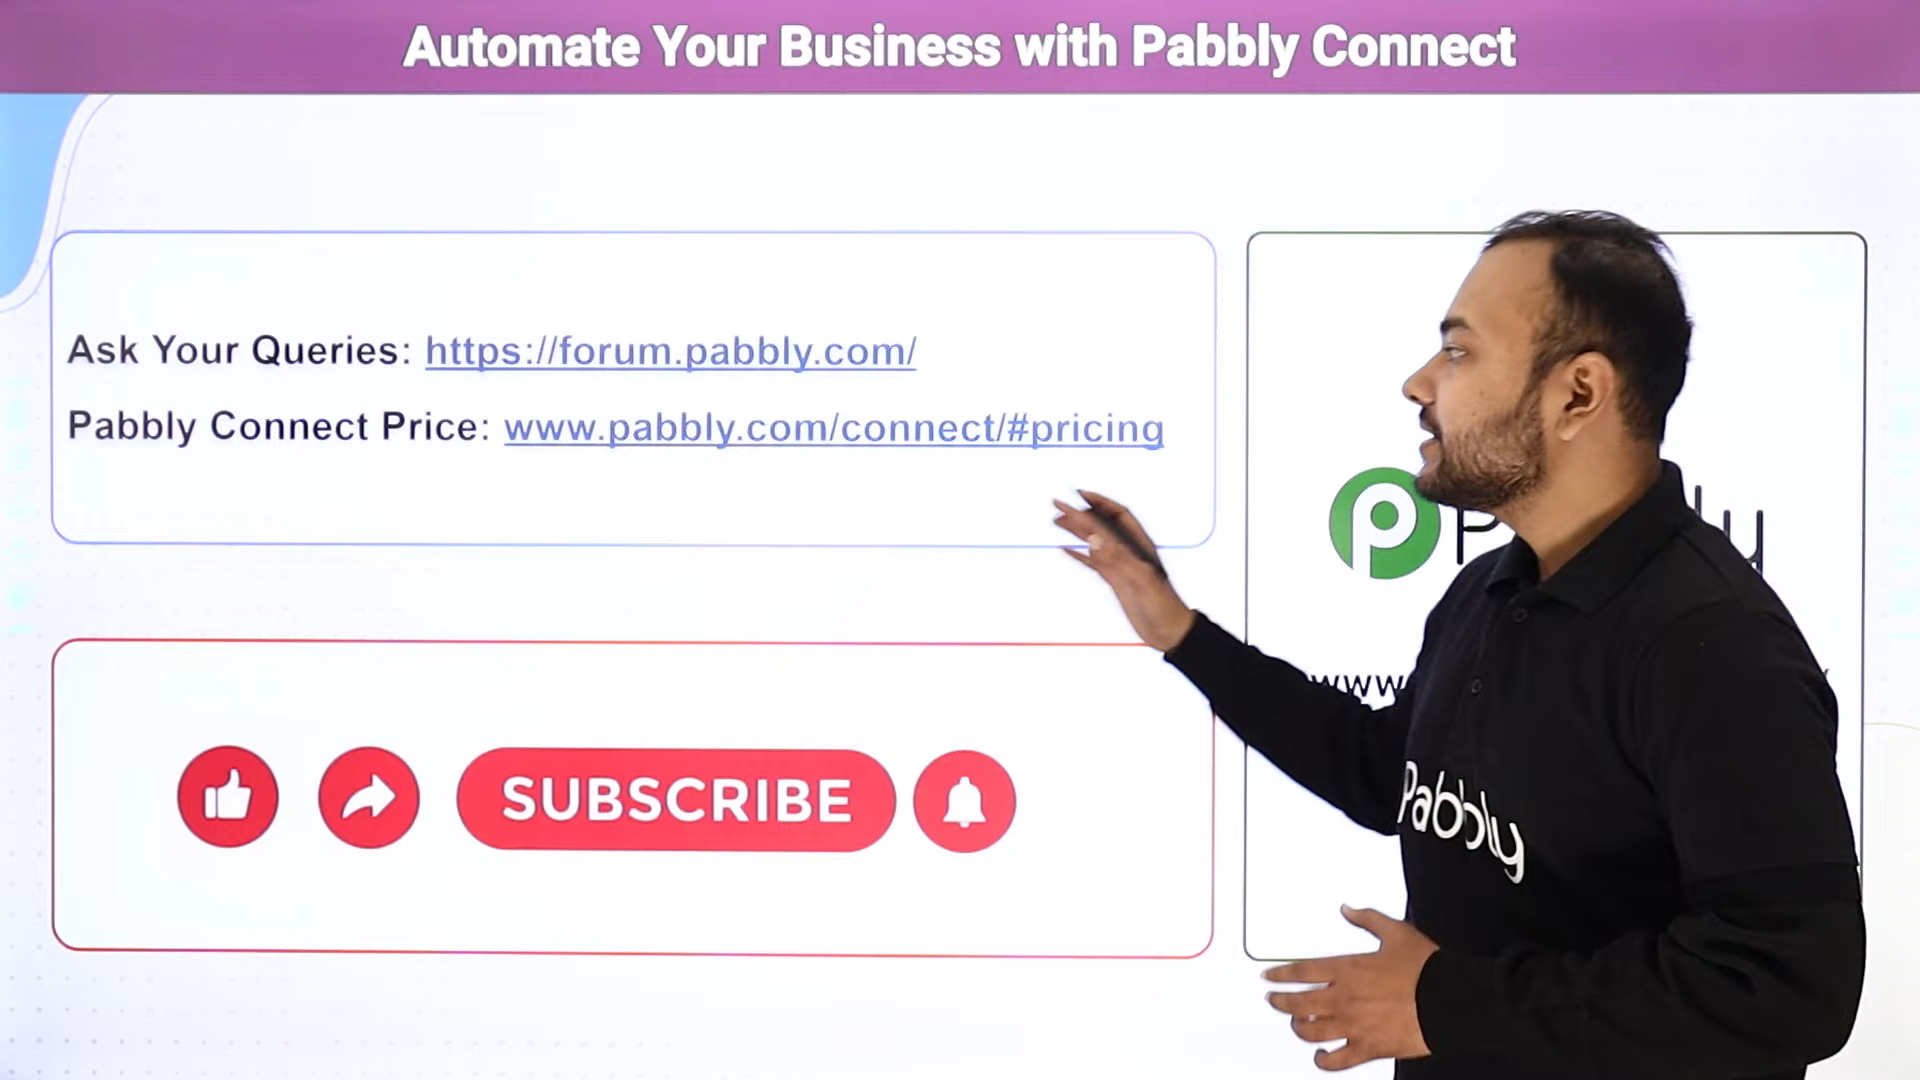 Automate Your Business with Pabbly Connect
Ask Your Queries: https://forum.pabbly.com/
Pabbly Connect Price: www.pabbly.com/connect/#pricing
SUBSCRIBE
Pabbly